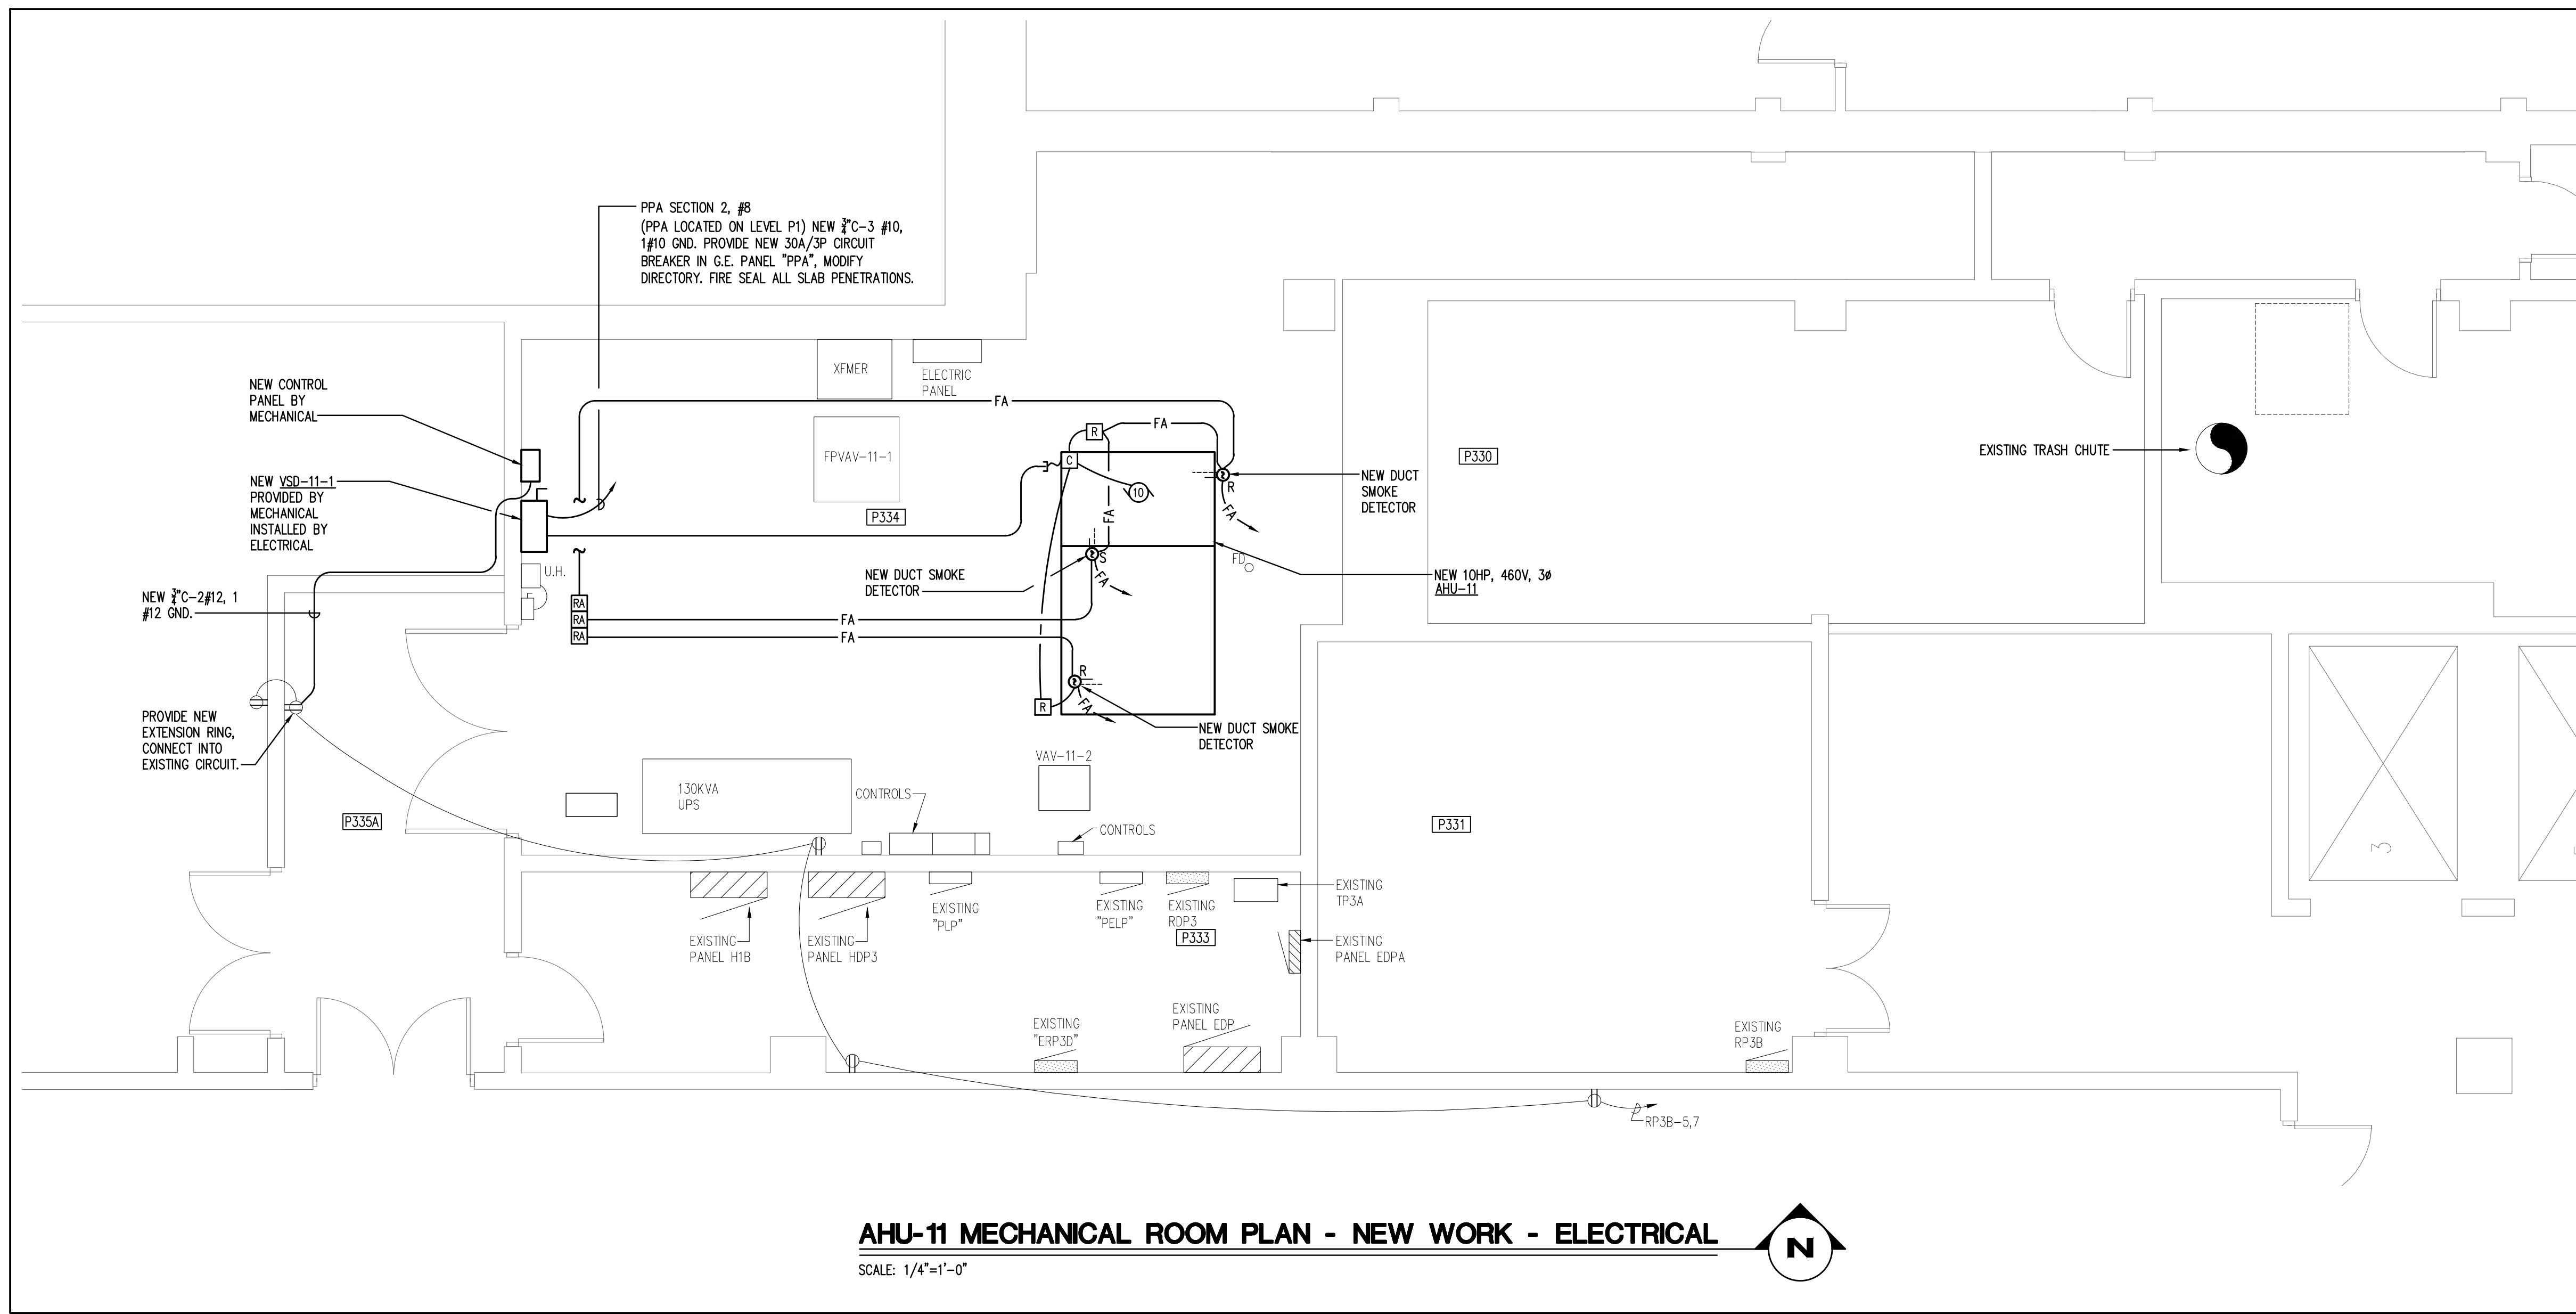 PPA SECTION 2, #8
(PPA LOCATED ON LEVEL P1) NEW ¾"C-3 #10,
1#10 GND. PROVIDE NEW 30A/3P CIRCUIT
BREAKER IN G.E. PANEL "PPA", MODIFY
DIRECTORY. FIRE SEAL ALL SLAB PENETRATIONS.
XFMER
ELECTRIC
PANEL
NEW CONTROL
PANEL BY
MECHANICAL
FA
FA
R
C
FPVAV-11-1
P334
10
FA
R
FA
NEW DUCT
SMOKE
DETECTOR
P330
EXISTING TRASH CHUTE
NEW VSD-11-1
PROVIDED BY
MECHANICAL
INSTALLED BY
ELECTRICAL
U.H.
S
FA
FD
NEW DUCT SMOKE
DETECTOR
NEW 10HP, 460V, 3ø
AHU-11
NEW ¾"C-2#12, 1
#12 GND.
RA
RA
RA
FA
FA
R
R
FA
NEW DUCT SMOKE
DETECTOR
PROVIDE NEW
EXTENSION RING,
CONNECT INTO
EXISTING CIRCUIT.
VAV-11-2
130KVA
UPS
CONTROLS
CONTROLS
P335A
P331
3
EXISTING
TP3A
EXISTING
"PLP"
EXISTING
"PELP"
EXISTING
RDP3
P333
EXISTING
PANEL H1B
EXISTING
PANEL HDP3
EXISTING
PANEL EDPA
EXISTING
"ERP3D"
EXISTING
PANEL EDP
EXISTING
RP3B
RP3B-5,7
AHU-11 MECHANICAL ROOM PLAN - NEW WORK - ELECTRICAL
N
SCALE: 1/4"=1'-0"